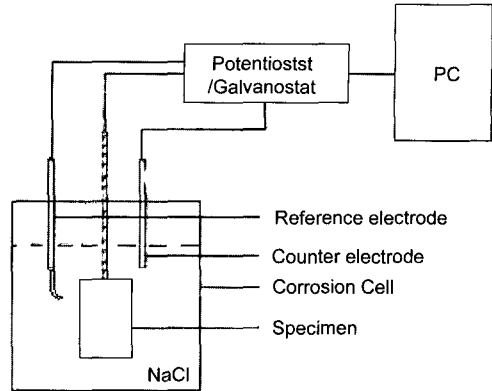 Potentiostst
/Galvanostat
PC
Reference electrode
Counter electrode
Corrosion Cell
Specimen
NaCl